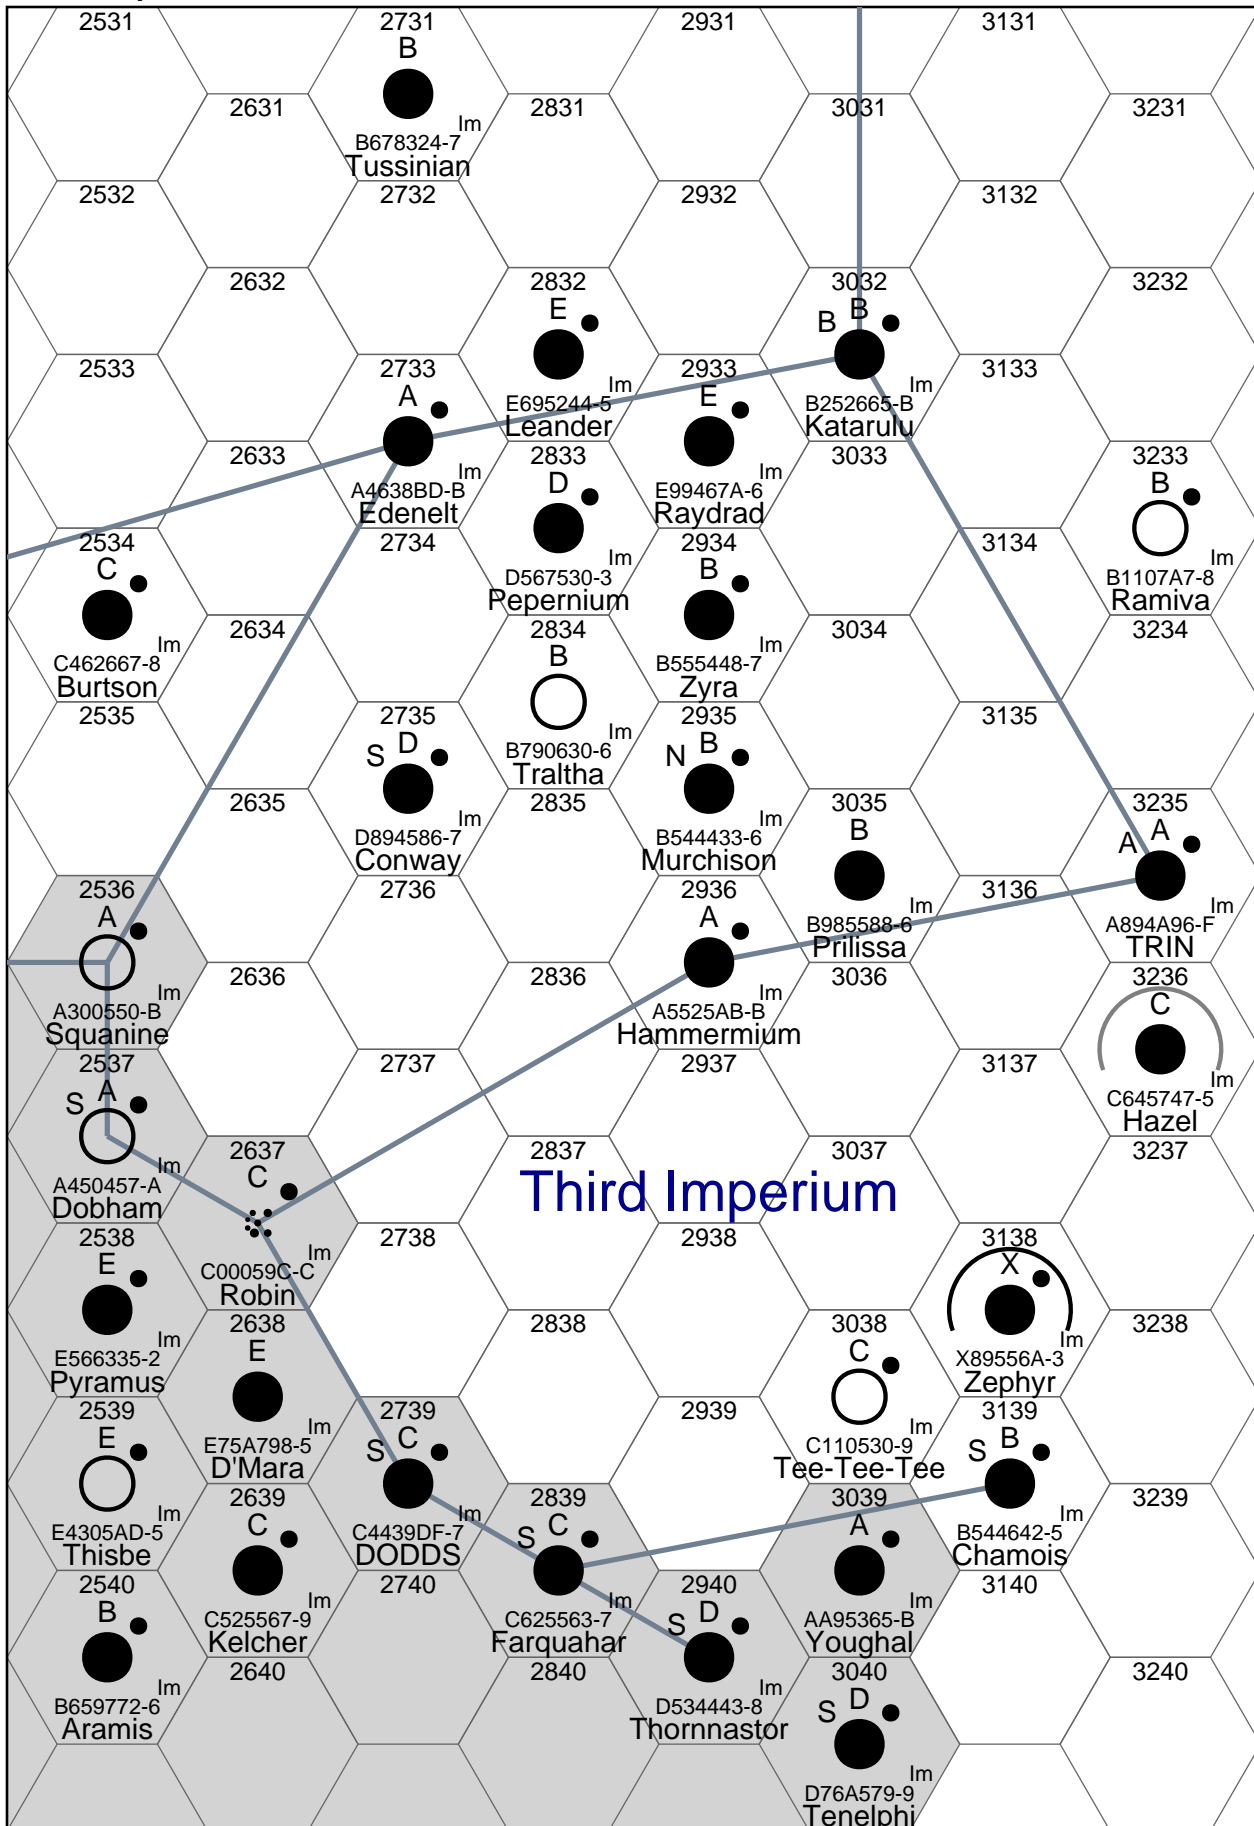 2531
2731
2931
3131
B
2631
2831
3031
3231
Im
B678324-7
Tussinian
2532
2732
2932
3132
2632
2832
3032
3232
E
B B
2533
2733
2933
3133
A
Im
E
Im
E695244-5
B252665-B
Leander
Katarulu
2633
2833
3033
3233
Im
D
Im
B
A4638BD-B
E99467A-6
Edenelt
Raydrad
2534
2734
2934
3134
C
Im
B
Im
D567530-3
B1107A7-8
Pepernium
Ramiva
2634
2834
3034
3234
Im
B
Im
C462667-8
B555448-7
Burtson
Zyra
2535
2735
2935
3135
S D
Im
N B
B790630-6
Traltha
2635
2835
3035
3235
Im
Im
B
A A
D894586-7
B544433-6
Conway
Murchison
2536
2736
2936
3136
A
A
Im
Im
B985588-6
A894A96-F
Prilissa
TRIN
2636
2836
3036
3236
Im
Im
C
A300550-B
A5525AB-B
Squanine
Hammermium
2537
2737
2937
3137
S A
Im
C645747-5
Hazel
2637
2837
3037
3237
Im
C
A450457-A
Third Imperium
Dobham
2538
2738
2938
3138
E
Im
X
C00059C-C
Robin
2638
2838
3038
3238
Im
E
C
Im
E566335-2
X89556A-3
Pyramus
Zephyr
2539
2739
2939
3139
E
Im
S C
Im
S B
E75A798-5
C110530-9
D'Mara
Tee-Tee-Tee
2639
2839
3039
3239
Im
C
Im
S C
A
Im
E4305AD-5
C4439DF-7
B544642-5
Thisbe
DODDS
Chamois
2540
2740
2940
3140
B
Im
Im
S D
Im
C525567-9
C625563-7
AA95365-B
Kelcher
Farquahar
Youghal
2640
2840
3040
3240
Im
Im
S D
B659772-6
D534443-8
Aramis
Thornnastor
Im
D76A579-9
Tenelphi